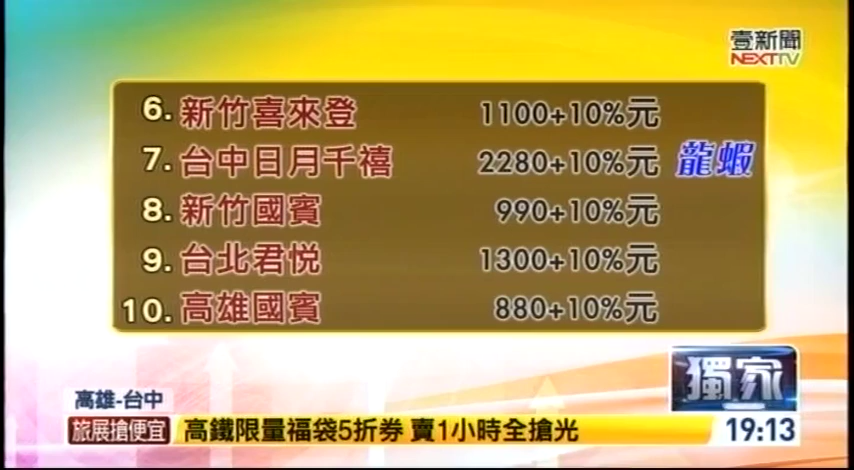 壹新聞
NEXTTV
6. 新竹喜來登 1100+10%元
7. 台中日月千禧 2280+10%元 龍蝦
8. 新竹國賓 990+10%元
9. 台北君悦 1300+10%元
10. 高雄國賓 880+10%元
獨家
高雄-台中
旅展搶便宜 高鐵限量福袋5折券 賣1小時全搶光 19:13